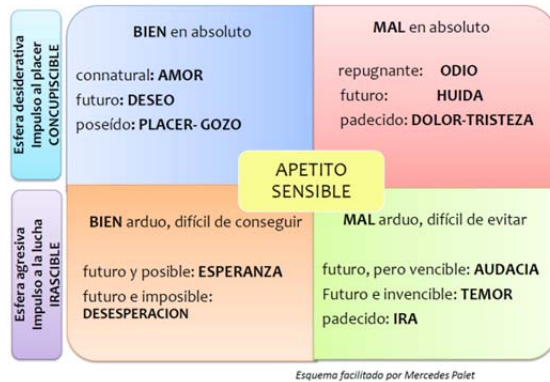 Esfera desiderativa
Impulso al placer
CONCUPISCIBLE
BIEN en absoluto
connatural: AMOR
futuro: DESEO
poseído: PLACER- GOZO
MAL en absoluto
repugnante: ODIO
futuro: HUIDA
padecido: DOLOR-TRISTEZA
APETITO
SENSIBLE
Esfera agresiva
Impulso a la lucha
IRASCIBLE
BIEN arduo, difícil de conseguir
futuro y posible: ESPERANZA
futuro e imposible:
DESESPERACION
MAL arduo, difícil de evitar
futuro, pero vencible: AUDACIA
Futuro e invencible: TEMOR
padecido: IRA
Esquema facilitado por Mercedes Palet